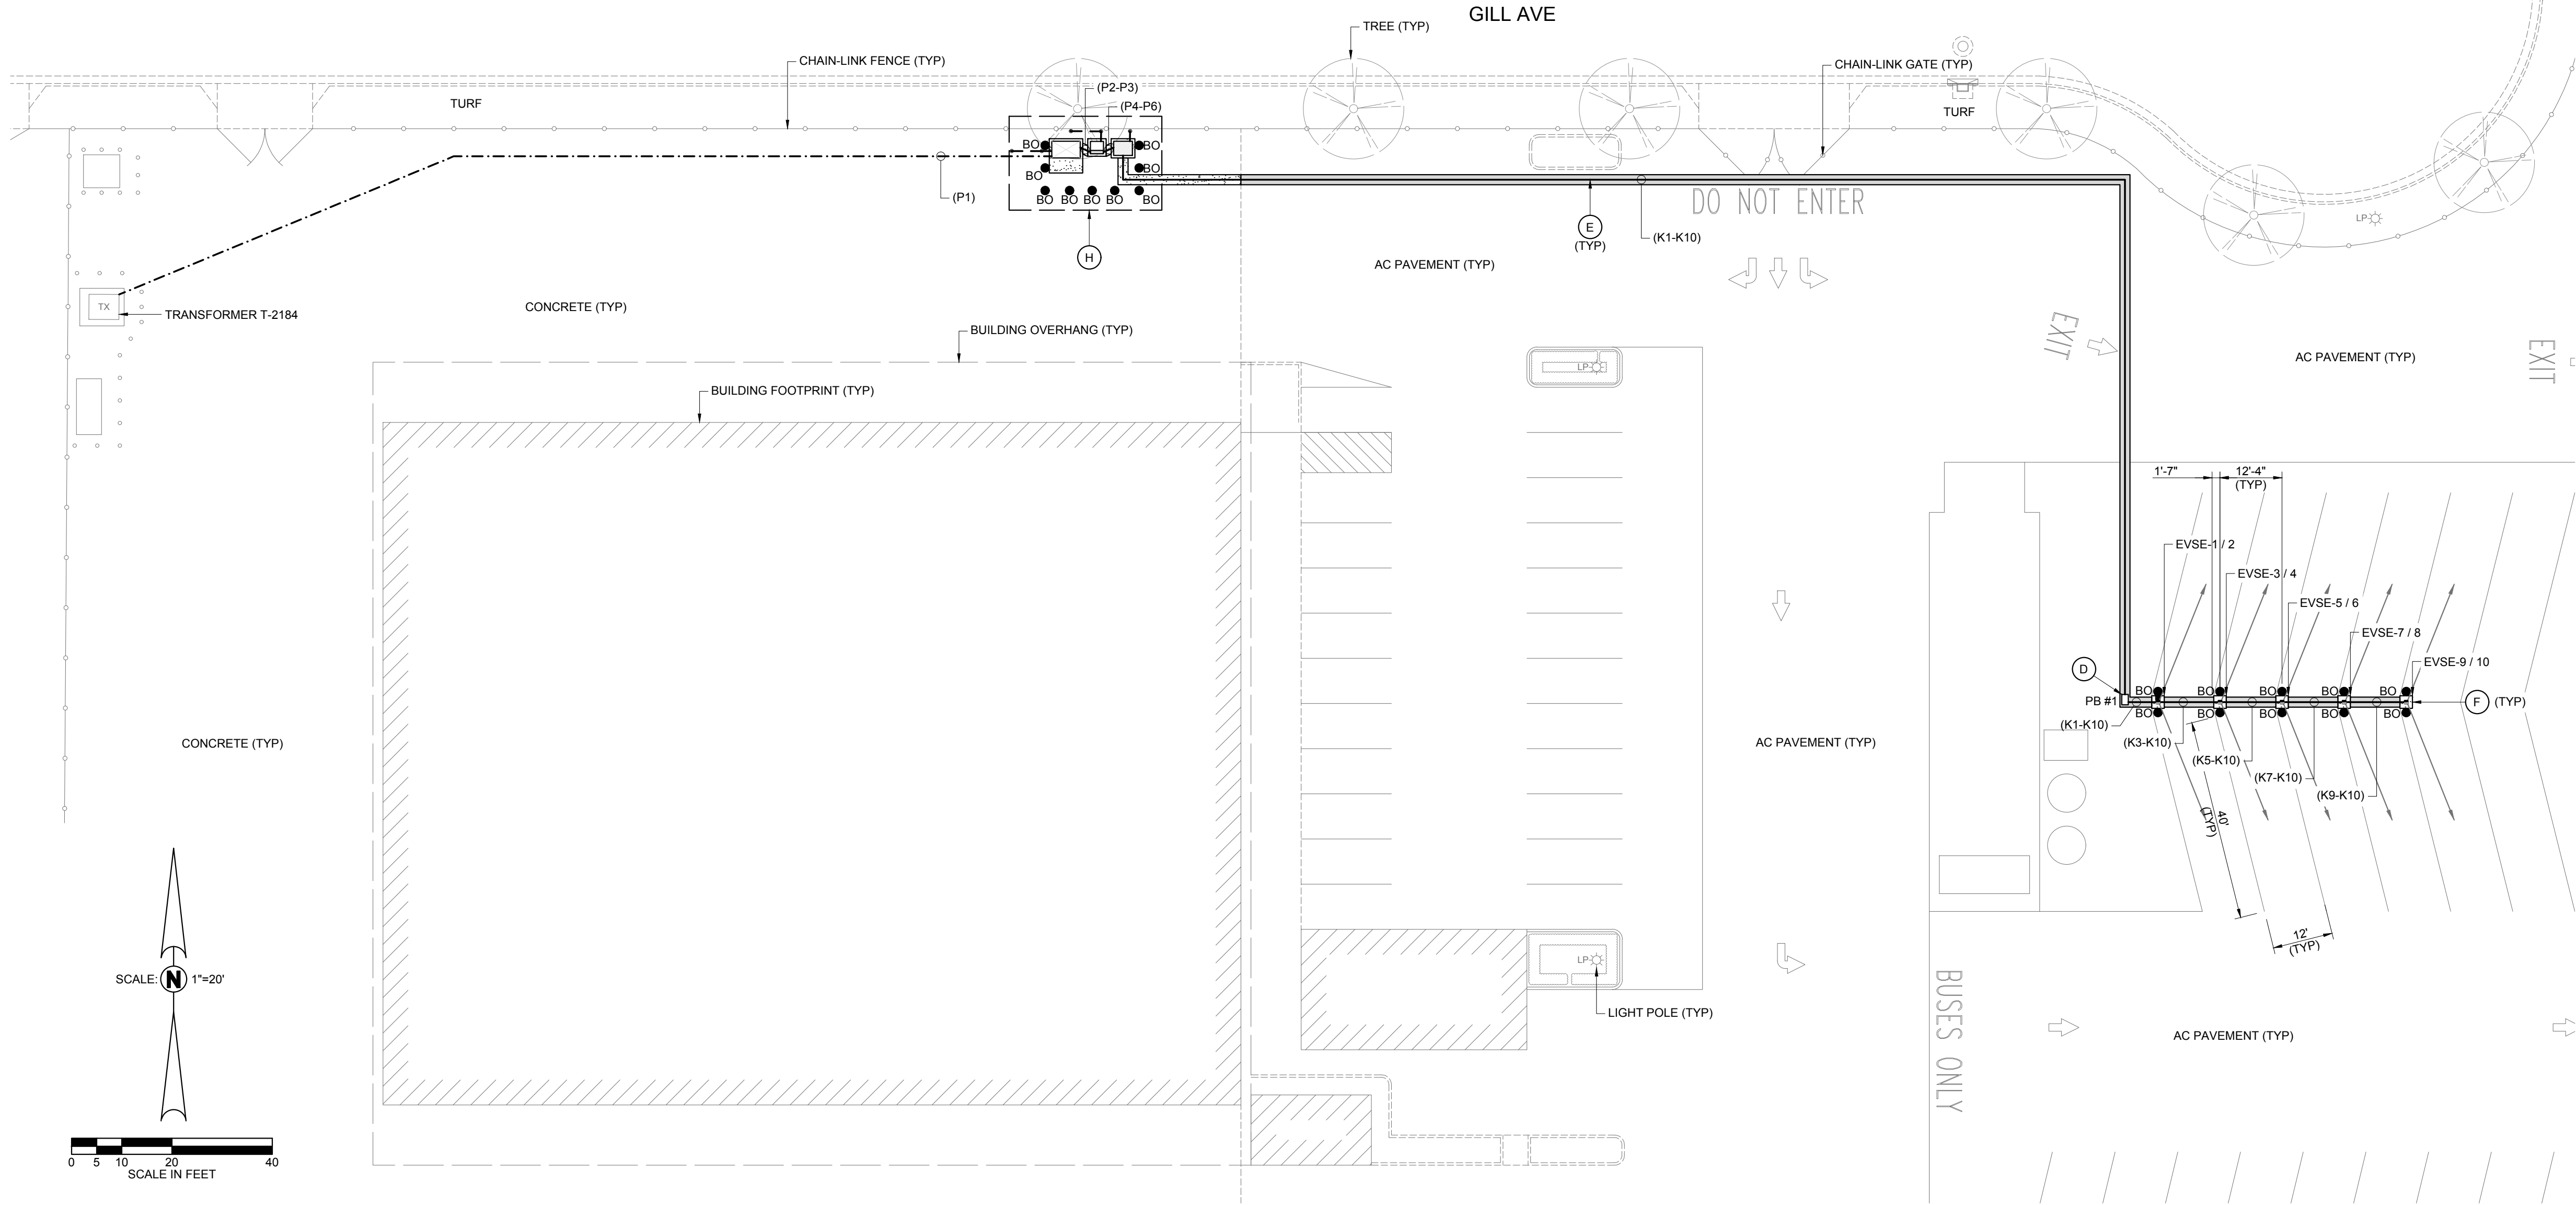 GILL AVE
TREE (TYP)
CHAIN-LINK FENCE (TYP)
CHAIN-LINK GATE (TYP)
(P2-P3)
TURF
(P4-P6)
TURF
BO
BO
BO
BO
(P1)
BO
BO
BO
BO
BO
DO NOT ENTER
LP
E
(TYP)
(K1-K10)
H
AC PAVEMENT (TYP)
TX
TRANSFORMER T-2184
CONCRETE (TYP)
BUILDING OVERHANG (TYP)
EXIT
AC PAVEMENT (TYP)
EXIT
LP
BUILDING FOOTPRINT (TYP)
1'-7"
12'-4"
(TYP)
EVSE-1 / 2
EVSE-3 / 4
EVSE-5 / 6
EVSE-7 / 8
EVSE-9 / 10
D
PB #1
BO
BO
BO
BO
BO
F
(TYP)
BO
BO
BO
BO
BO
(K1-K10)
(K3-K10)
(K5-K10)
(K7-K10)
(K9-K10)
CONCRETE (TYP)
AC PAVEMENT (TYP)
40'
(TYP)
12'
(TYP)
LP
SCALE:
N
1"=20'
LIGHT POLE (TYP)
BUSES ONLY
AC PAVEMENT (TYP)
0 5 10 20 40
SCALE IN FEET